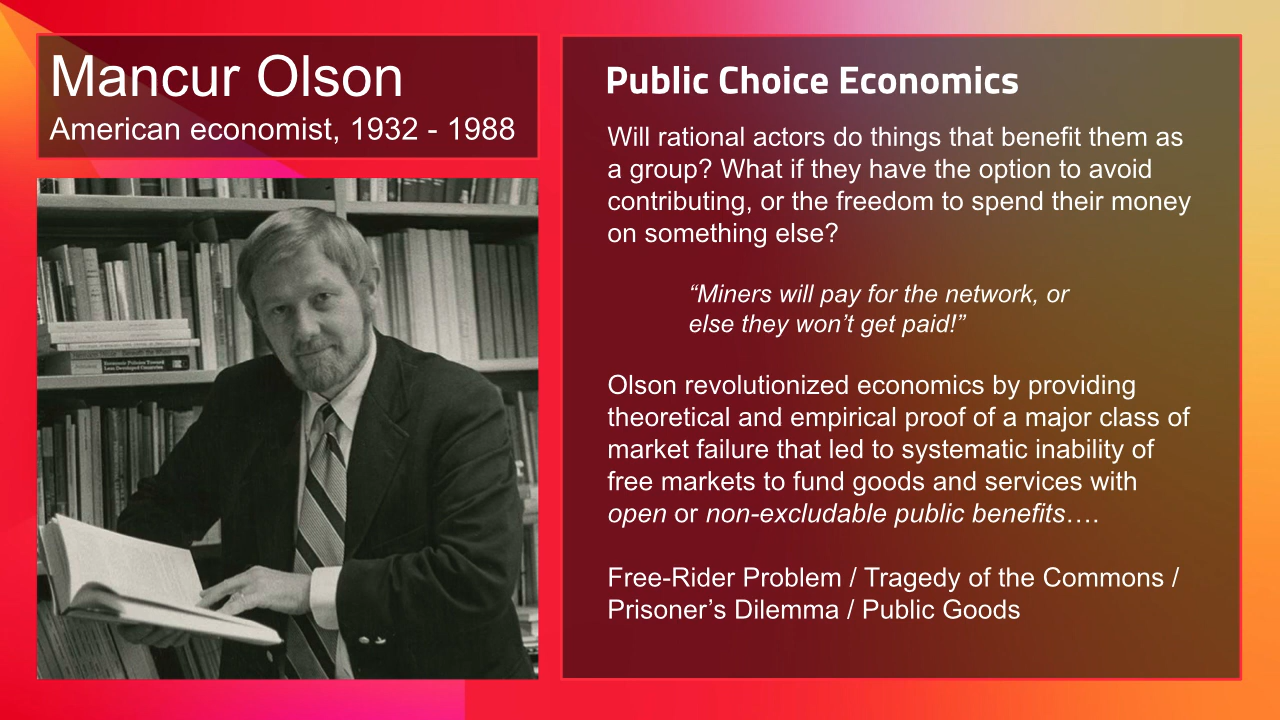 Mancur Olson
American economist, 1932 - 1988
Public Choice Economics
Will rational actors do things that benefit them as
a group? What if they have the option to avoid
contributing, or the freedom to spend their money
on something else?
“Miners will pay for the network, or
else they won’t get paid!”
Olson revolutionized economics by providing
theoretical and empirical proof of a major class of
market failure that led to systematic inability of
free markets to fund goods and services with
open or non-excludable public benefits….
Free-Rider Problem / Tragedy of the Commons /
Prisoner’s Dilemma / Public Goods